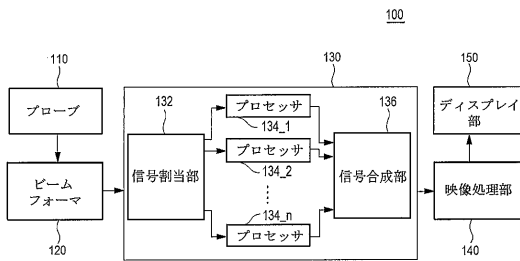 100
110
プローブ
ビーム
フォーマ
120
130
132
信号割当部
プロセッサ
134_1
プロセッサ
134_2
134_n
プロセッサ
136
信号合成部
150
ディスプレイ
部
映像処理部
140